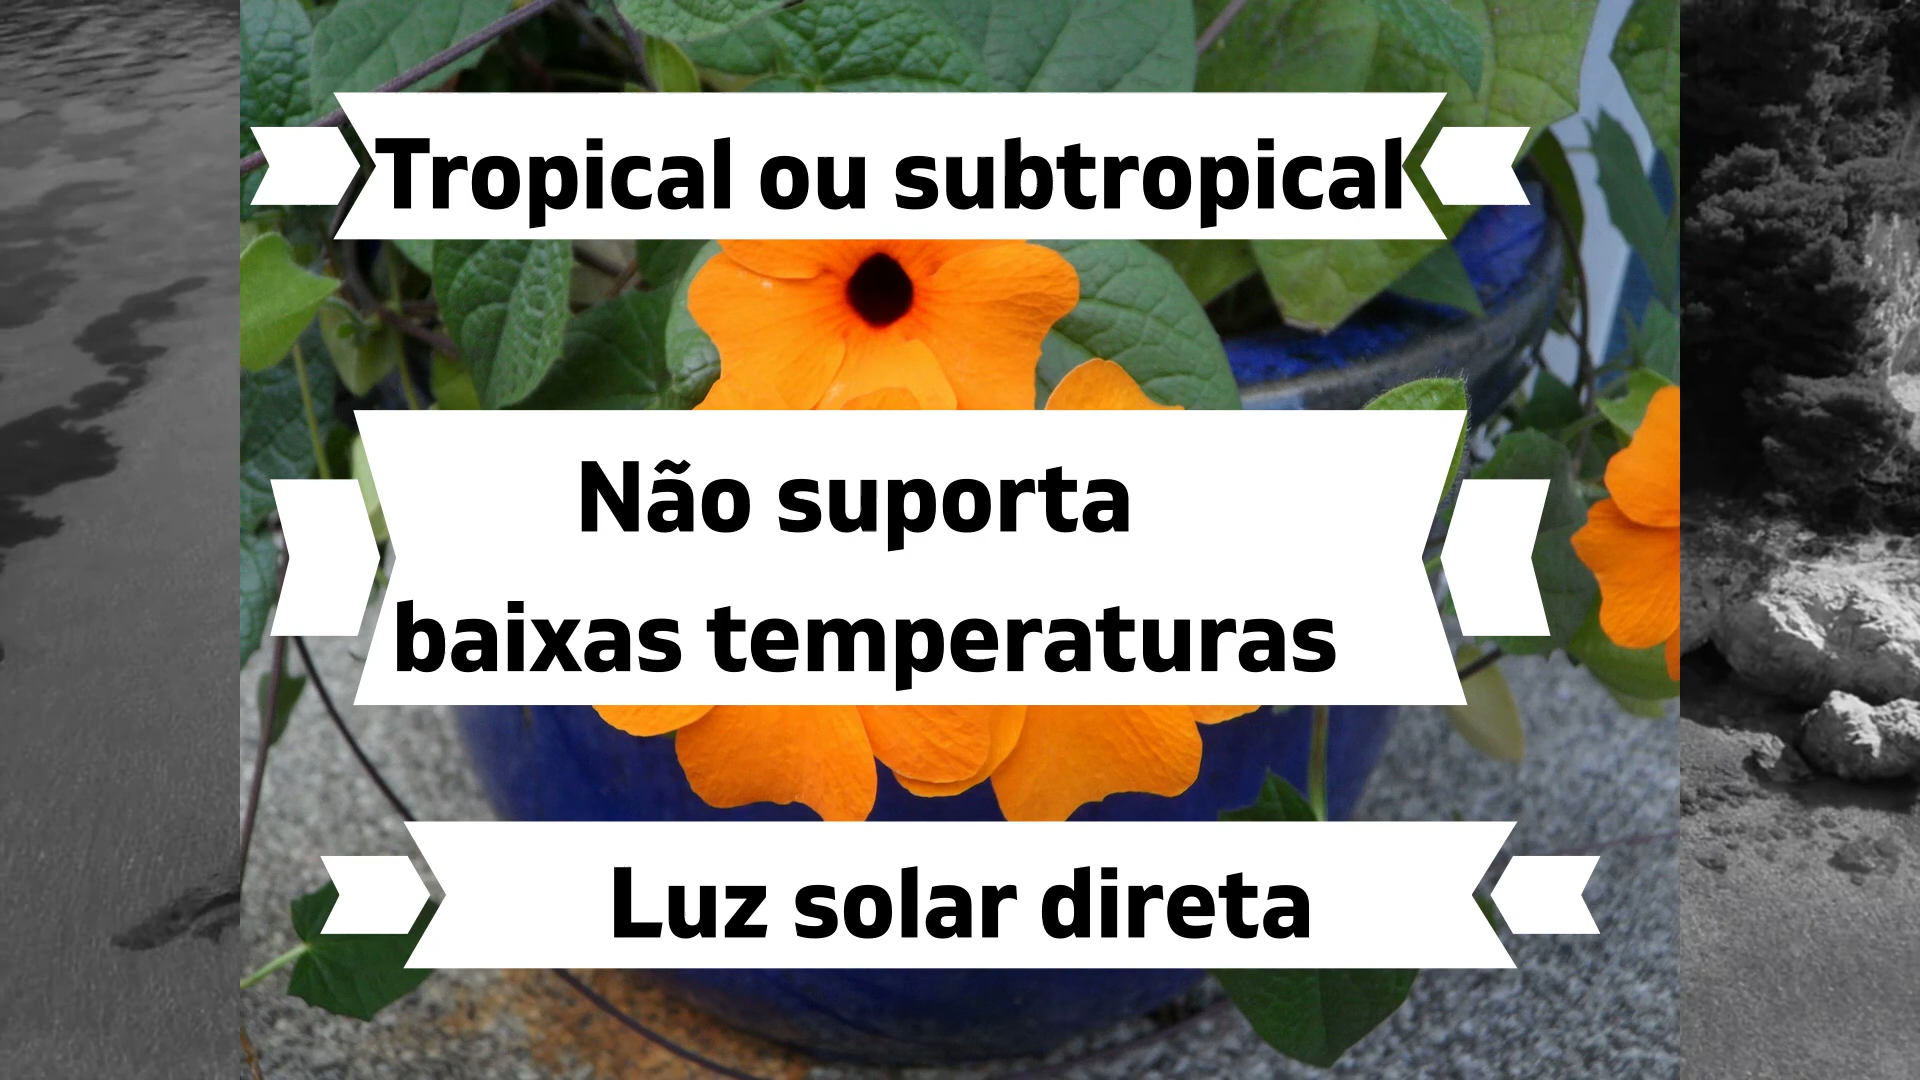 Tropical ou subtropical
Não suporta
baixas temperaturas
Luz solar direta